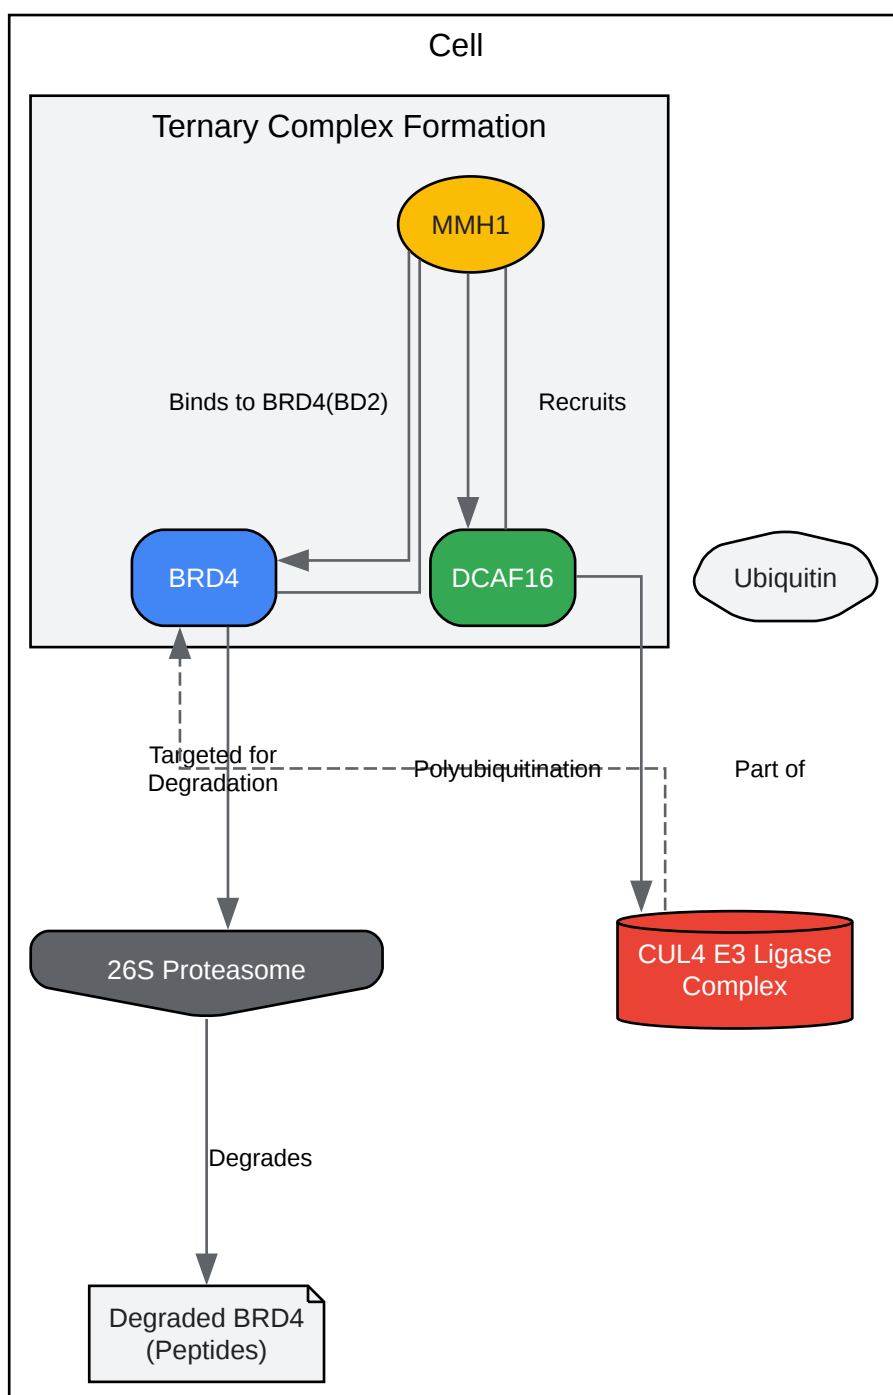 Cell
Ternary Complex Formation
MMH1
Binds to BRD4(BD2)
Recruits
BRD4
DCAF16
Ubiquitin
Targeted for
Degradation
Polyubiquitination
Part of
26S Proteasome
CUL4 E3 Ligase
Complex
Degrades
Degraded BRD4
(Peptides)